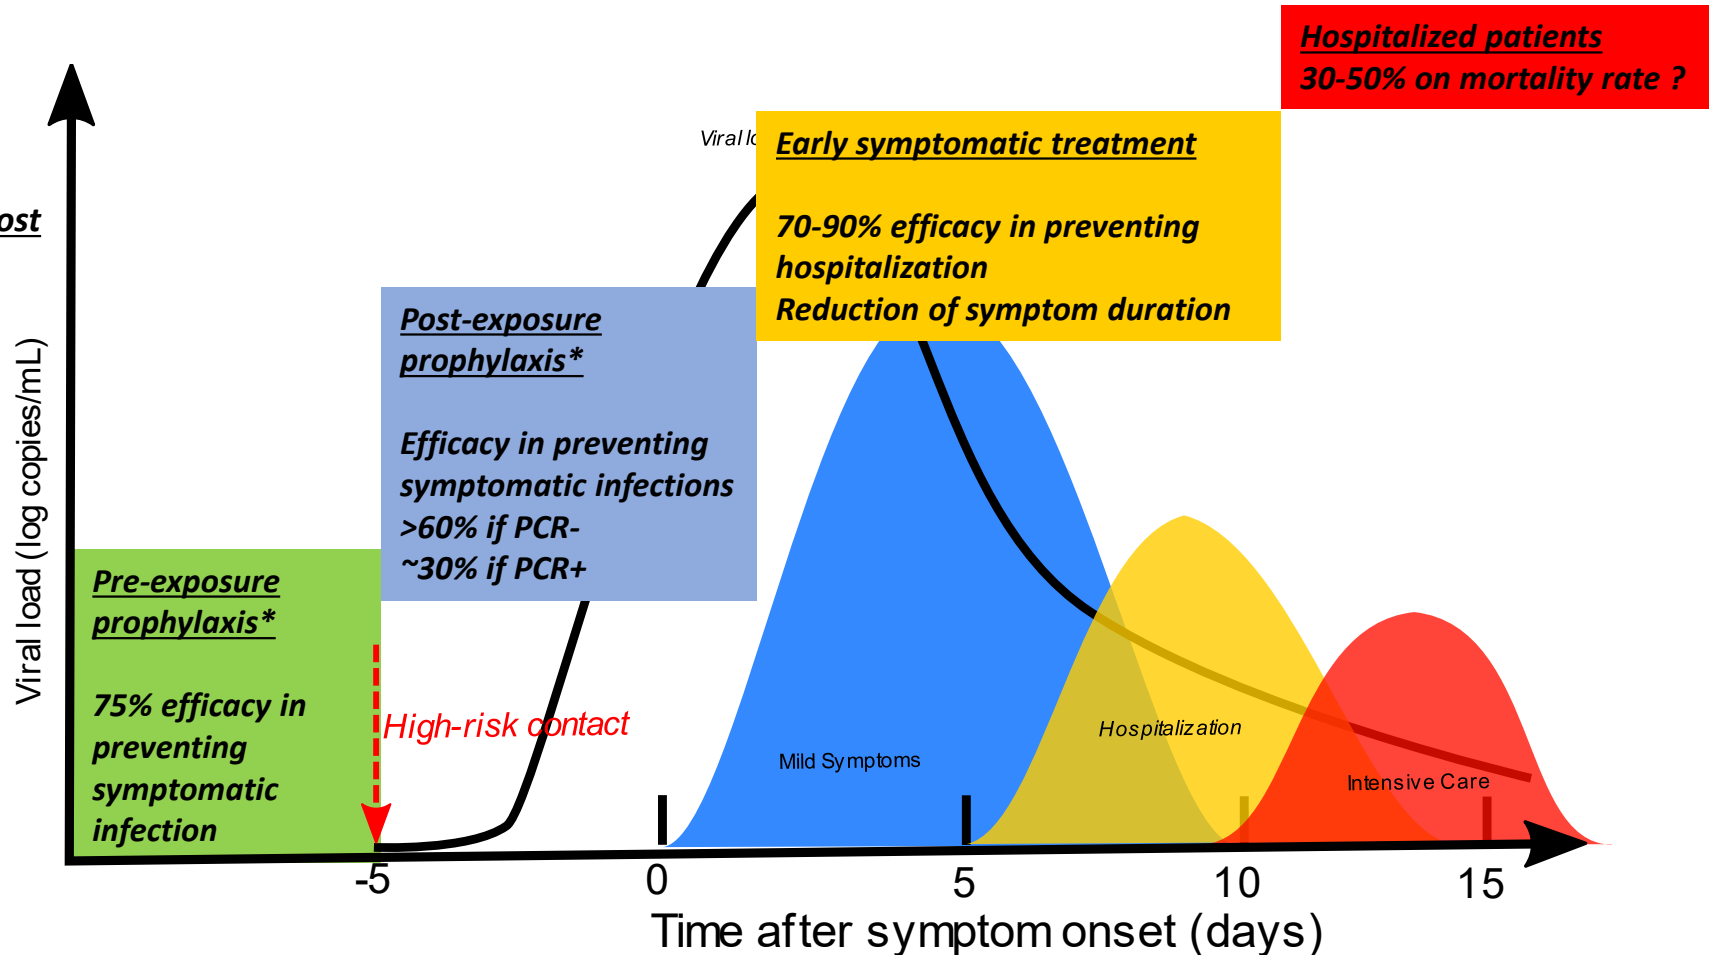 Hospitalized patients
30-50% on mortality rate ?
Viral
Early symptomatic treatment
70-90% efficacy in preventing
hospitalization
Reduction of symptom duration
Post-exposure
prophylaxis*
Efficacy in preventing
symptomatic infections
>60% if PCR-
~30% if PCR+
Pre-exposure
prophylaxis*
75% efficacy in
preventing
symptomatic
infection
High-risk contact
Mild Symptoms
Hospitalization
Intensive Care
Viral load (log copies/mL)
-5
0
5
10
15
Time after symptom onset (days)